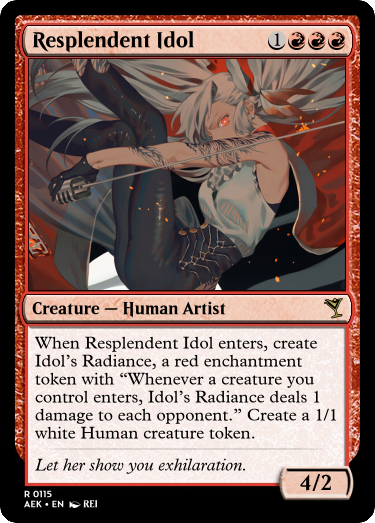 Resplendent Idol 1
Creature — Human Artist
When Resplendent Idol enters, create
Idol's Radiance, a red enchantment
token with “Whenever a creature you
control enters, Idol's Radiance deals 1
damage to each opponent.” Create a 1/1
white Human creature token.
Let her show you exhilaration.
4/2
R 0115
AEK • EN REI